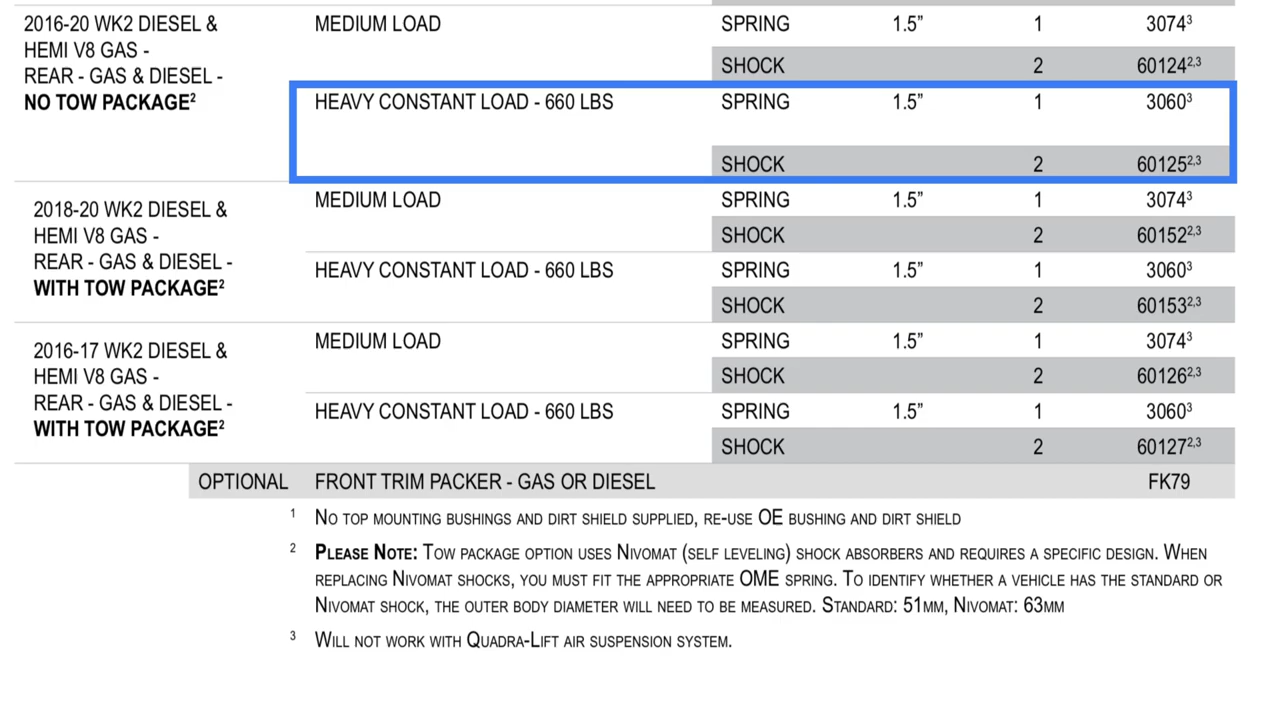 2016-20 WK2 DIESEL &
HEMI V8 GAS -
REAR - GAS & DIESEL -
NO TOW PACKAGE²
MEDIUM LOAD SPRING 1.5” 1 3074³
SHOCK 2 60124²,³
HEAVY CONSTANT LOAD - 660 LBS SPRING 1.5” 1 3060³
SHOCK 2 60125²,³
2018-20 WK2 DIESEL &
HEMI V8 GAS -
REAR - GAS & DIESEL -
WITH TOW PACKAGE²
MEDIUM LOAD SPRING 1.5” 1 3074³
SHOCK 2 60152²,³
HEAVY CONSTANT LOAD - 660 LBS SPRING 1.5” 1 3060³
SHOCK 2 60153²,³
2016-17 WK2 DIESEL &
HEMI V8 GAS -
REAR - GAS & DIESEL -
WITH TOW PACKAGE²
MEDIUM LOAD SPRING 1.5” 1 3074³
SHOCK 2 60126²,³
HEAVY CONSTANT LOAD - 660 LBS SPRING 1.5” 1 3060³
SHOCK 2 60127²,³
OPTIONAL FRONT TRIM PACKER - GAS OR DIESEL FK79
¹ No top mounting bushings and dirt shield supplied, re-use OE bushing and dirt shield
² Please Note: Tow package option uses Nivomat (self leveling) shock absorbers and requires a specific design. When
replacing Nivomat shocks, you must fit the appropriate OME spring. To identify whether a vehicle has the standard or
Nivomat shock, the outer body diameter will need to be measured. Standard: 51mm, Nivomat: 63mm
³ Will not work with Quadra-Lift air suspension system.